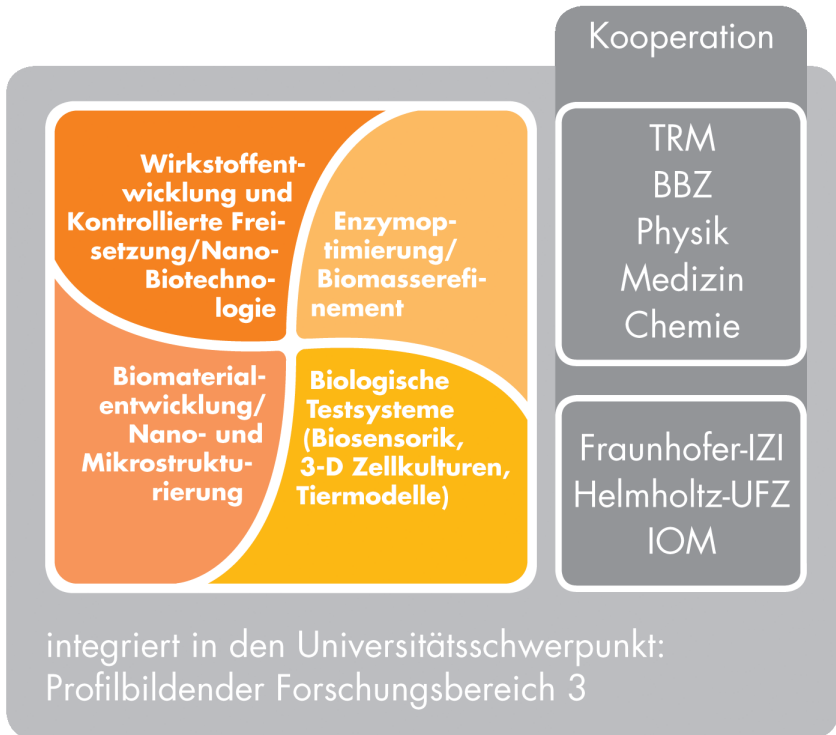 Kooperation
Wirkstoffent-
wicklung und
Kontrollierte Frei-
setzung/Nano-
Biotechno-
logie
Enzymop-
timierung/
Biomasserefi-
nement
Biomaterial-
entwicklung/
Nano- und
Mikrostruktu-
rierung
Biologische
Testsysteme
(Biosensorik,
3-D Zellkulturen,
Tiermodelle)
TRM
BBZ
Physik
Medizin
Chemie
Fraunhofer-IZI
Helmholtz-UFZ
IOM
integriert in den Universitätsschwerpunkt:
Profilbildender Forschungsbereich 3